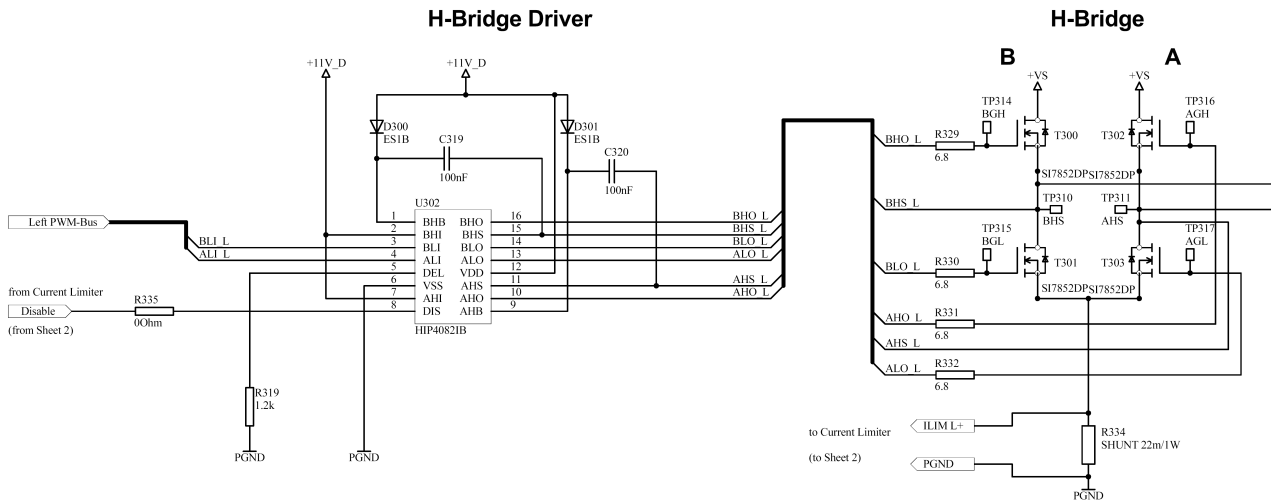 H-Bridge Driver
H-Bridge
B
A
+11V_D
+11V_D
+VS
+VS
D300
ES1B
C319
100nF
D301
ES1B
C320
100nF
TP314
BGH
T300
T302
TP316
AGH
BHO_L
R329
6.8
SI7852DP
SI7852DP
U302
Left PWM-Bus
1
BHB
BHO
16
BHO_L
2
BHI
BHS
15
BHS_L
BLI_L
3
BLI
BLO
14
BLO_L
ALI_L
4
ALI
ALO
13
ALO_L
5
DEL
VDD
12
6
VSS
AHS
11
AHS_L
7
AHI
AHO
10
AHO_L
8
DIS
AHB
9
HIP4082IB
BHS_L
TP310
BHS
TP311
AHS
TP315
BGL
T301
T303
TP317
AGL
BLO_L
R330
6.8
SI7852DP
SI7852DP
from Current Limiter
Disable
(from Sheet 2)
R335
0Ohm
AHO_L
R331
6.8
AHS_L
ALO_L
R332
6.8
R319
1.2k
PGND
PGND
to Current Limiter
(to Sheet 2)
ILIM L+
PGND
R334
SHUNT 22m/1W
PGND